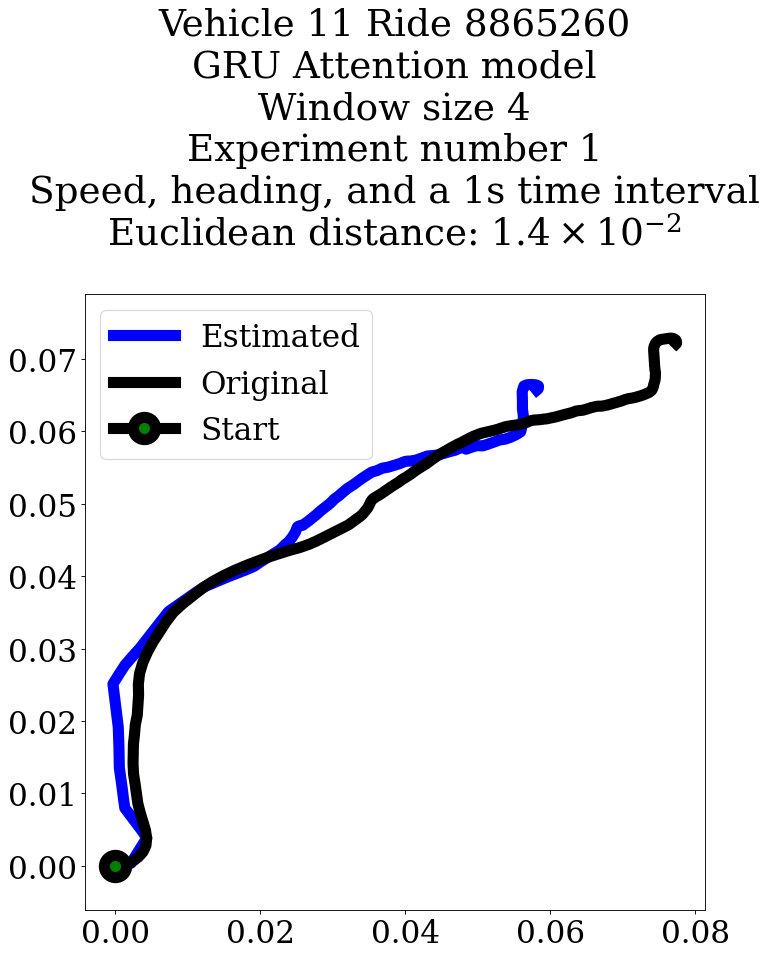 Vehicle 11 Ride 8865260
GRU Attention model
Window size 4
Experiment number 1
Speed, heading, and a 1s time interval
Euclidean distance: 1.4 × 10⁻²
Estimated
Original
Start
0.07
0.06
0.05
0.04
0.03
0.02
0.01
0.00
0.00 0.02 0.04 0.06 0.08